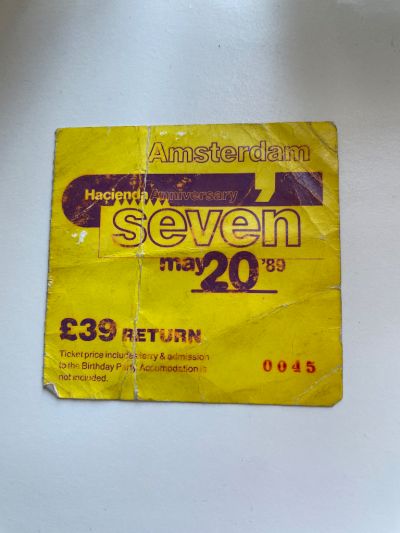 Amsterdam
Hacienda Anniversary
seven
may 20 '89
£39 RETURN
Ticket price includes ferry & admission
to the Birthday Party. Accomodation is
not included.
0045